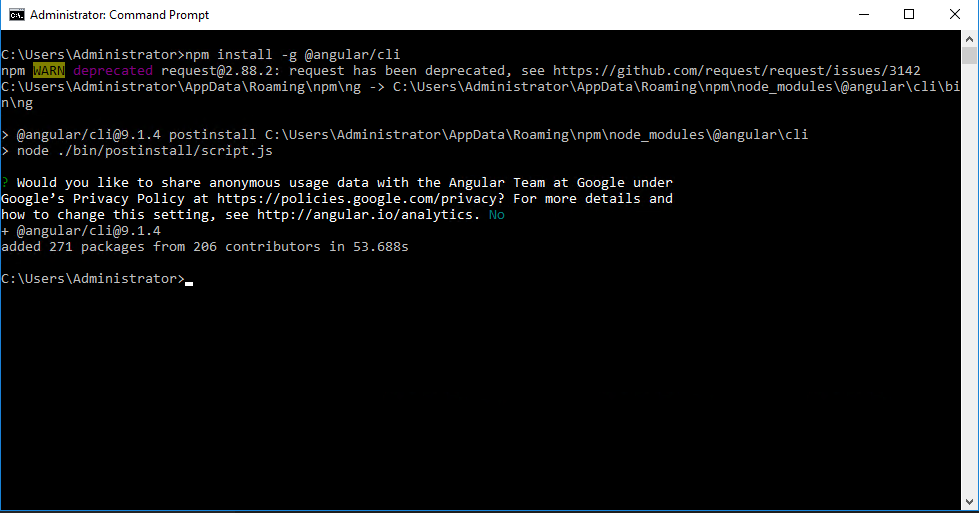 Administrator: Command Prompt
C:\Users\Administrator>npm install -g @angular/cli
npm WARN deprecated request@2.88.2: request has been deprecated, see https://github.com/request/request/issues/3142
C:\Users\Administrator\AppData\Roaming\npm\ng -> C:\Users\Administrator\AppData\Roaming\npm\node_modules\@angular\cli\bi
n\ng
> @angular/cli@9.1.4 postinstall C:\Users\Administrator\AppData\Roaming\npm\node_modules\@angular\cli
> node ./bin/postinstall/script.js
? Would you like to share anonymous usage data with the Angular Team at Google under
Google’s Privacy Policy at https://policies.google.com/privacy? For more details and
how to change this setting, see http://angular.io/analytics. No
+ @angular/cli@9.1.4
added 271 packages from 206 contributors in 53.688s
C:\Users\Administrator>